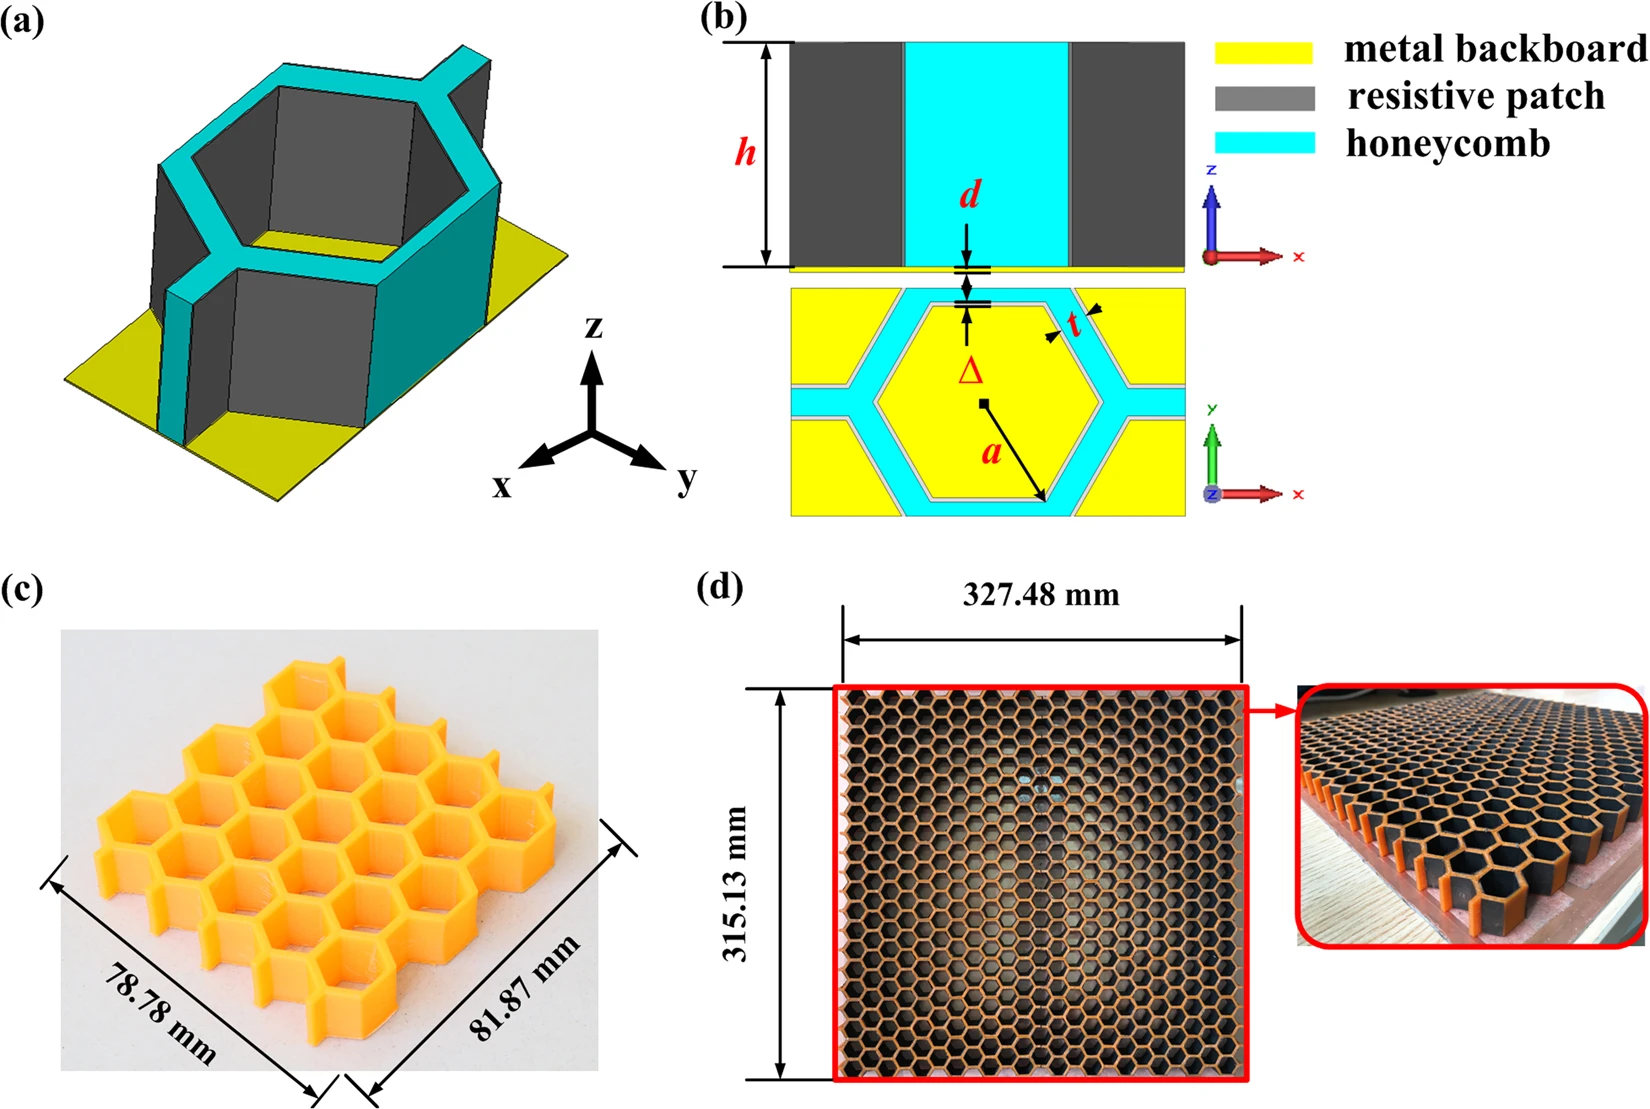 (a)
z
x
y
(b)
h
d
Δ
t
a
metal backboard
resistive patch
honeycomb
z
x
y
z
x
(c)
78.78 mm
81.87 mm
(d)
327.48 mm
315.13 mm